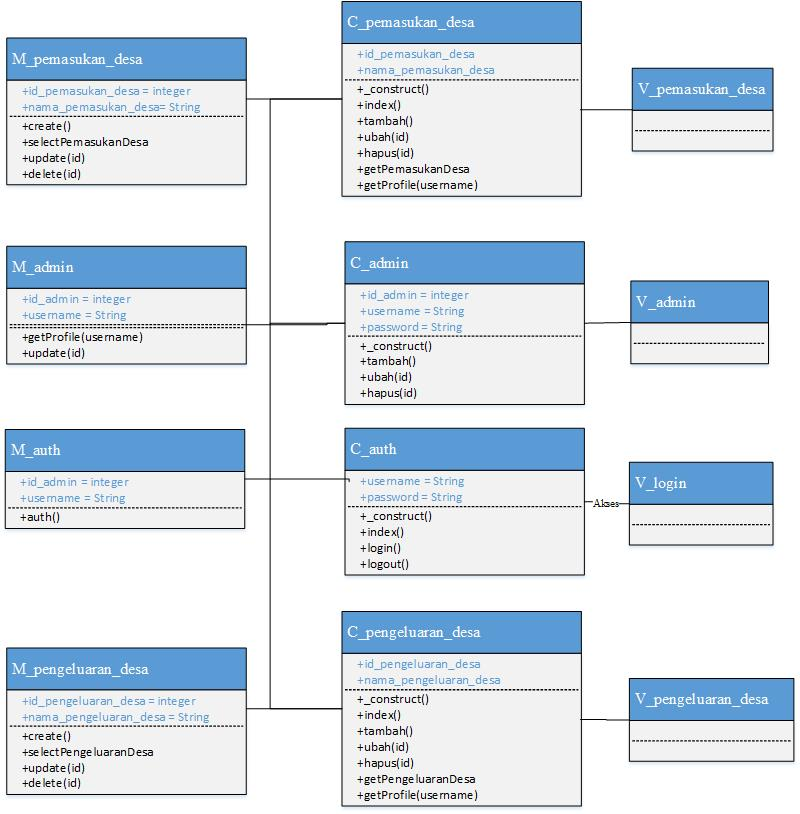 M_pemasukan_desa
+id_pemasukan_desa = integer
+nama_pemasukan_desa= String
+create()
+selectPemasukanDesa
+update(id)
+delete(id)
C_pemasukan_desa
+id_pemasukan_desa
+nama_pemasukan_desa
+_construct()
+index()
+tambah()
+ubah(id)
+hapus(id)
+getPemasukanDesa
+getProfile(username)
V_pemasukan_desa
M_admin
+id_admin = integer
+username = String
+getProfile(username)
+update(id)
C_admin
+id_admin = integer
+username = String
+password = String
+_construct()
+tambah()
+ubah(id)
+hapus(id)
V_admin
M_auth
+id_admin = integer
+username = String
+auth()
C_auth
+username = String
+password = String
+_construct()
+index()
+login()
+logout()
Akses
V_login
M_pengeluaran_desa
+id_pengeluaran_desa = integer
+nama_pengeluaran_desa = String
+create()
+selectPengeluaranDesa
+update(id)
+delete(id)
C_pengeluaran_desa
+id_pengeluaran_desa
+nama_pengeluaran_desa
+_construct()
+index()
+tambah()
+ubah(id)
+hapus(id)
+getPengeluaranDesa
+getProfile(username)
V_pengeluaran_desa